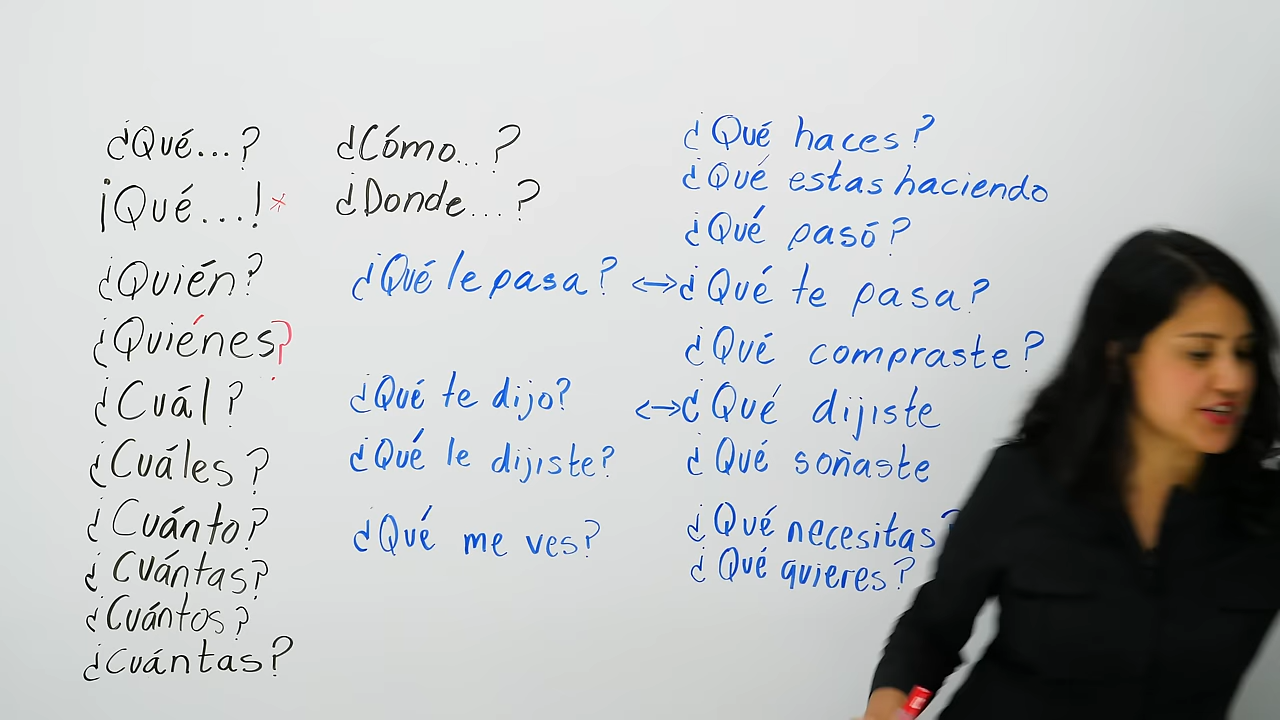 ¿Qué...?
¡Qué...!*
¿Quién?
¿Quiénes?
¿Cuál?
¿Cuáles?
¿Cuánto?
¿Cuántas?
¿Cuántos?
¿Cuántas?
¿Cómo...?
¿Donde...?
¿Qué le pasa? ↔ ¿Qué te pasa?
¿Qué te dijo? ↔ ¿Qué dijiste
¿Qué le dijiste?
¿Qué me ves?
¿Qué haces?
¿Qué estas haciendo
¿Qué pasó?
¿Qué compraste?
¿Qué soñaste
¿Qué necesitas?
¿Qué quieres?